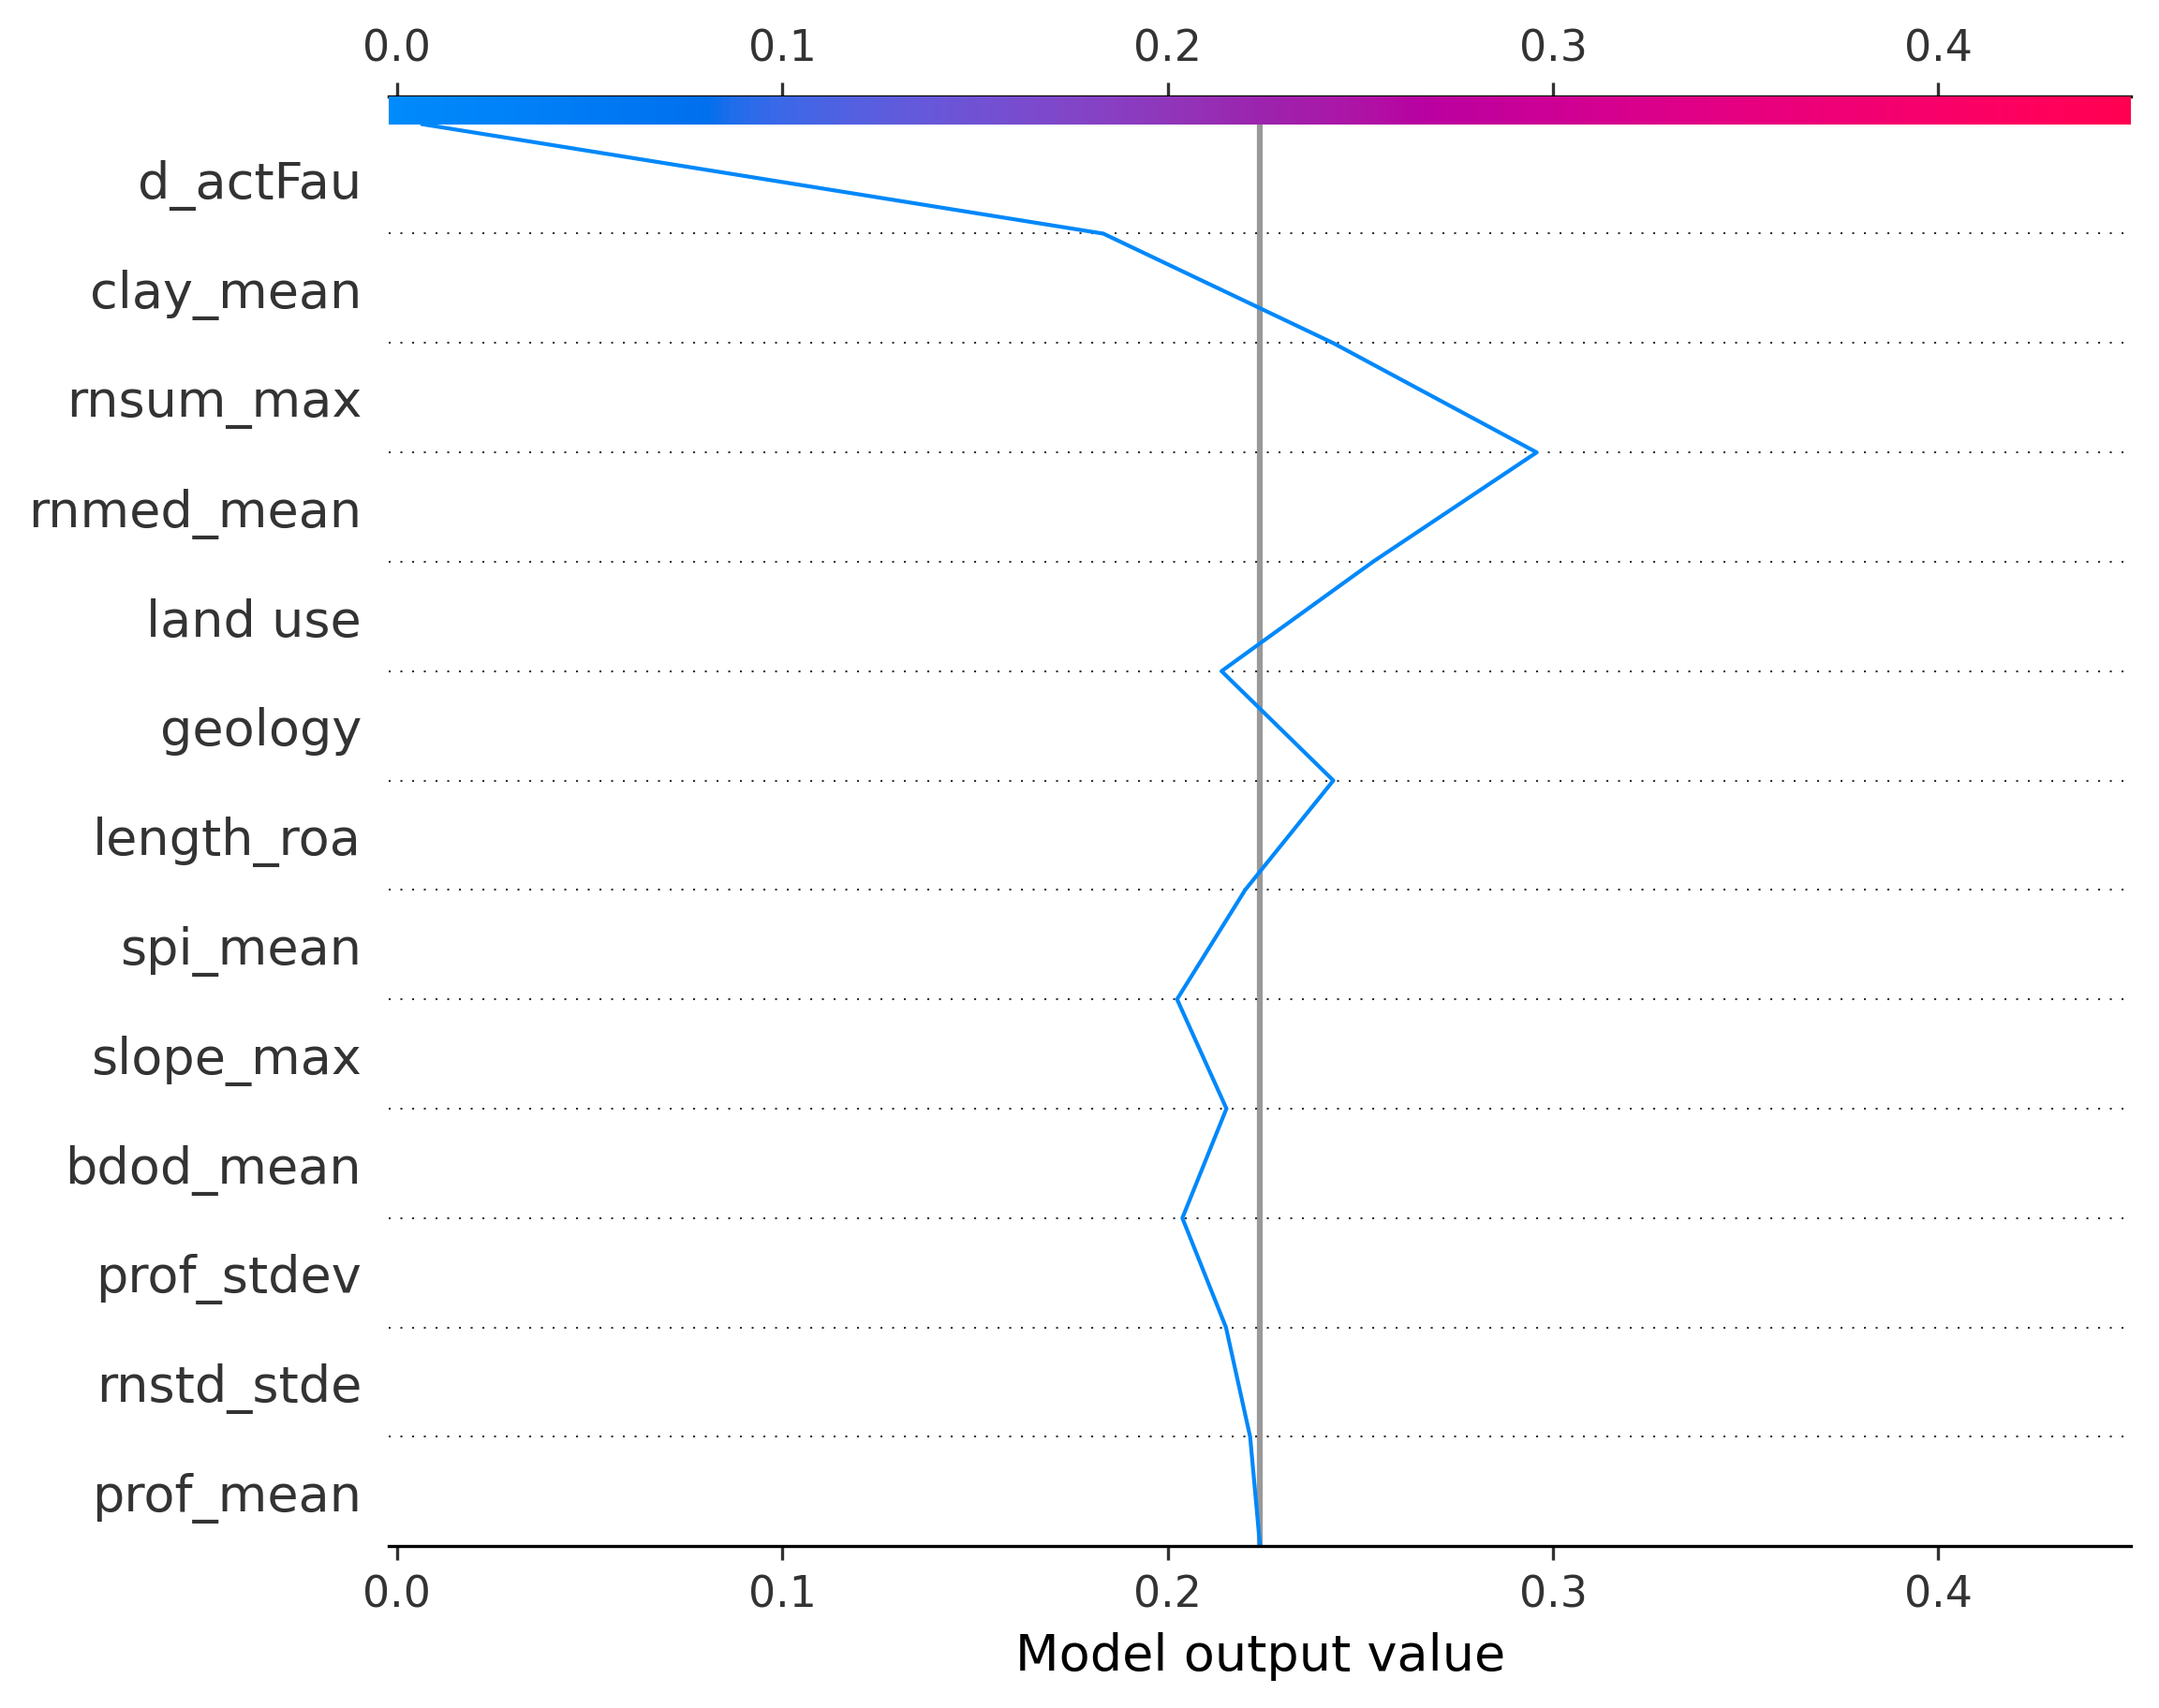 0.0 0.1 0.2 0.3 0.4
d_actFau
clay_mean
rnsum_max
rnmed_mean
land use
geology
length_roa
spi_mean
slope_max
bdod_mean
prof_stdev
rnstd_stde
prof_mean
0.0 0.1 0.2 0.3 0.4
Model output value